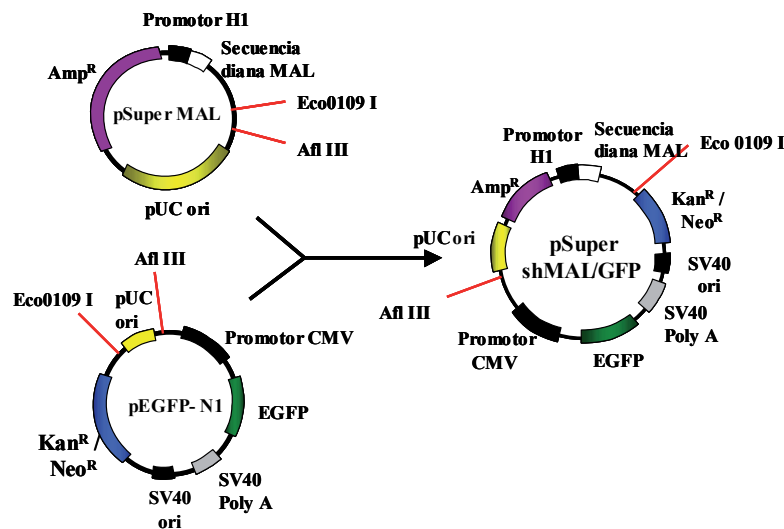 Promotor H1
Secuencia
diana MAL
Amp^R
Eco0109 I
pSuper MAL
Afl III
pUC ori
Afl III
Eco0109 I
pUC
ori
Promotor CMV
pEGFP- N1
EGFP
Kan^R /
Neo^R
SV40
Poly A
SV40
ori
Promotor
H1
Secuencia
diana MAL
Eco 0109 I
Amp^R
Kan^R /
Neo^R
pUC ori
pSuper
shMAL/GFP
SV40
ori
Afl III
SV40
Poly A
Promotor
CMV
EGFP